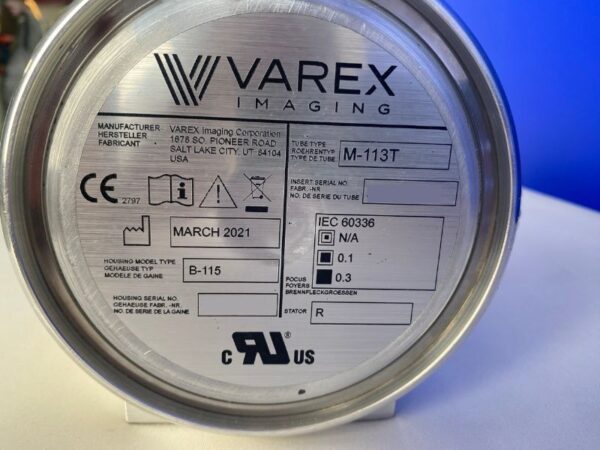 VAREX
IMAGING
MANUFACTURER
HERSTELLER
FABRICANT
VAREX Imaging Corporation
1678 SO. PIONEER ROAD
SALT LAKE CITY, UT 84104
USA
TUBE TYPE
ROEHRENTYP
TYPE DE TUBE
M-113T
CE 2797
INSERT SERIAL NO.
FABR. -NR
NO. DE SERIE DU TUBE
MARCH 2021
IEC 60336
N/A
0.1
0.3
FOCUS
FOYERS
BRENNFLECKGROESSEN
HOUSING MODEL TYPE
GEHAEUSE TYP
MODELE DE GAINE
B-115
HOUSING SERIAL NO.
GEHAEUSE FABR. -NR.
NO. DE SERIE DE LA GAINE
STATOR
R
C RU® US